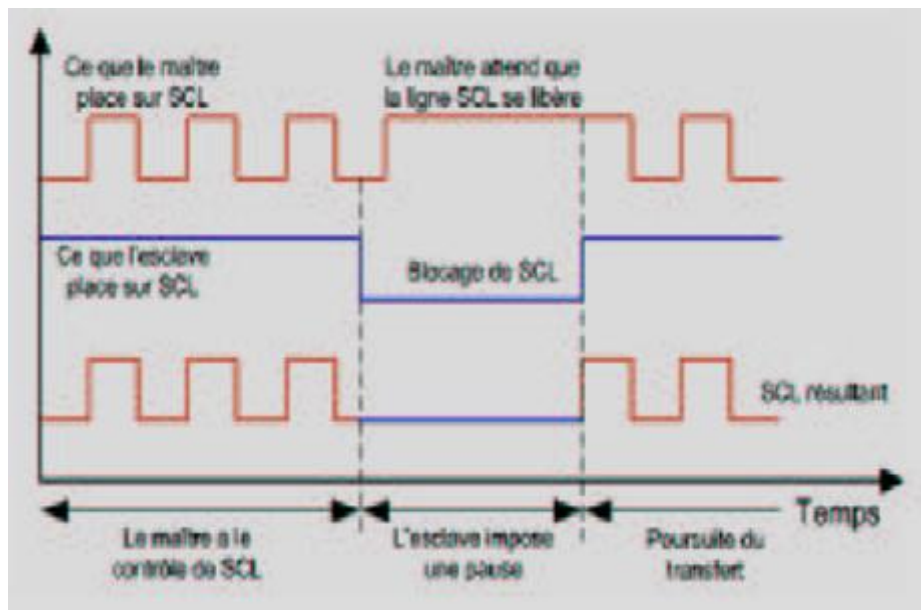 Ce que le maître
place sur SCL
Le maître attend que
la ligne SCL se libère
Ce que l'esclave
place sur SCL
Blocage de SCL
SCL résultant
Temps
Le maître a le
contrôle de SCL
L'esclave impose
une pause
Poursuite du
transfert